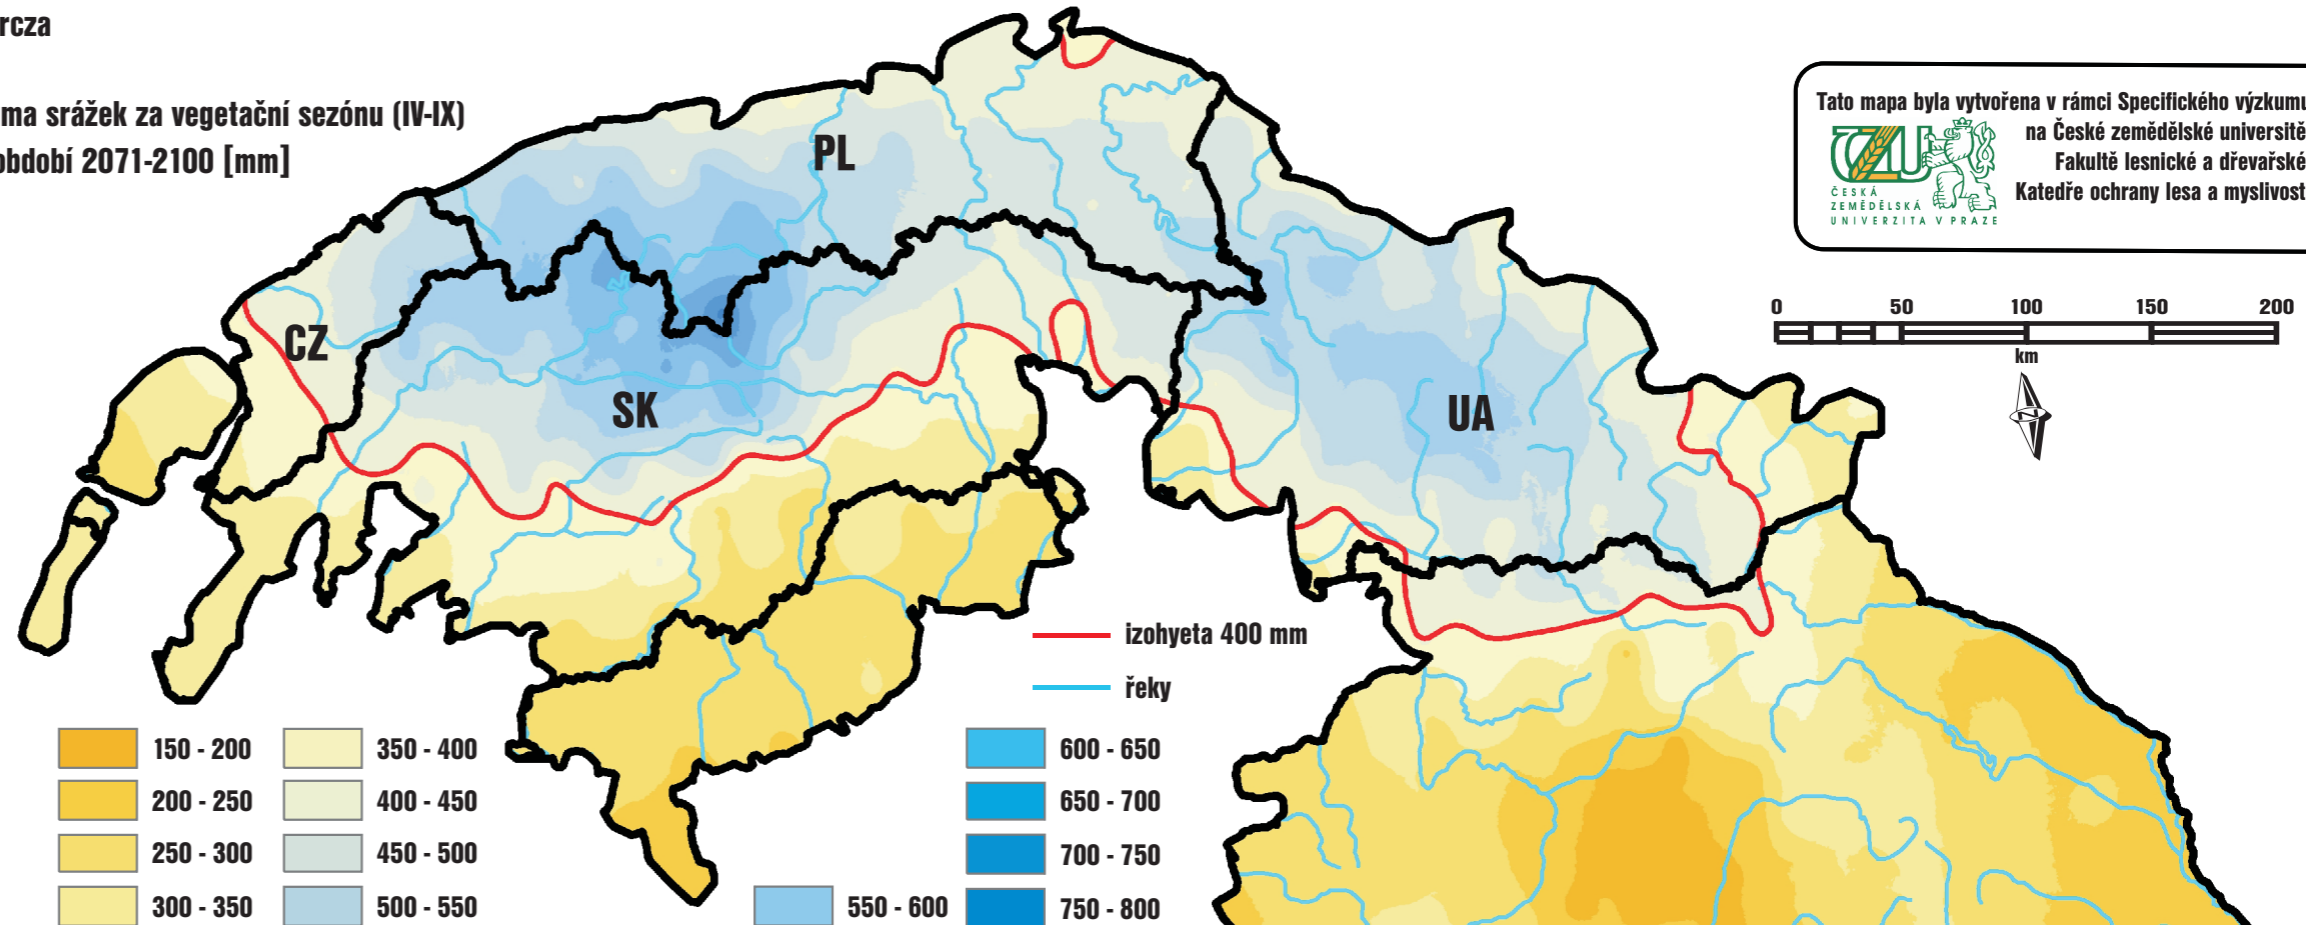 rcza
ma srážek za vegetační sezónu (IV-IX)
období 2071-2100 [mm]
PL
CZ
SK
UA
Tato mapa byla vytvořena v rámci Specifického výzkumu
na České zemědělské universitě
Fakultě lesnické a dřevařské
Katedře ochrany lesa a myslivost
ČZU
ČESKÁ
ZEMĚDĚLSKÁ
UNIVERZITA V PRAZE
0 50 100 150 200
km
N
izohyeta 400 mm
řeky
150 - 200
200 - 250
250 - 300
300 - 350
350 - 400
400 - 450
450 - 500
500 - 550
550 - 600
600 - 650
650 - 700
700 - 750
750 - 800